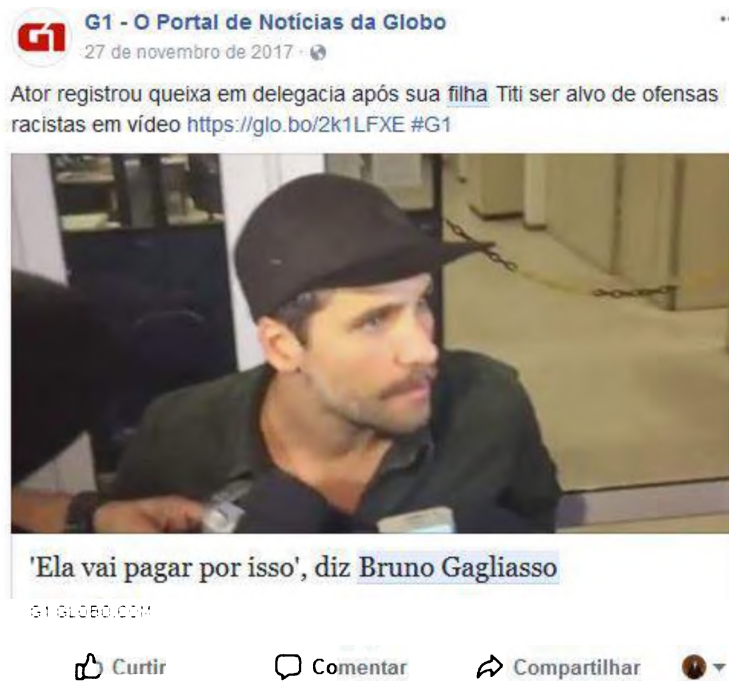 G1
G1 - O Portal de Notícias da Globo
27 de novembro de 2017 ·
Ator registrou queixa em delegacia após sua filha Titi ser alvo de ofensas
racistas em vídeo https://glo.bo/2k1LFXE #G1
'Ela vai pagar por isso', diz Bruno Gagliasso
G1.GLOBO.COM
Curtir Comentar Compartilhar